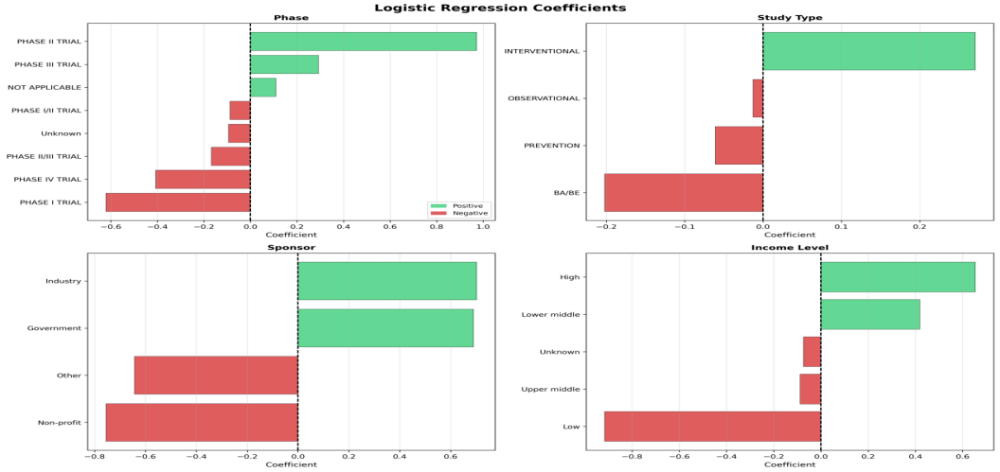 Logistic Regression Coefficients
Phase
PHASE II TRIAL
PHASE III TRIAL
NOT APPLICABLE
PHASE I/II TRIAL
Unknown
PHASE II/III TRIAL
PHASE IV TRIAL
PHASE I TRIAL
Positive
Negative
−0.6 −0.4 −0.2 0.0 0.2 0.4 0.6 0.8 1.0
Coefficient
Study Type
INTERVENTIONAL
OBSERVATIONAL
PREVENTION
BA/BE
−0.2 −0.1 0.0 0.1 0.2
Coefficient
Sponsor
Industry
Government
Other
Non-profit
−0.8 −0.6 −0.4 −0.2 0.0 0.2 0.4 0.6
Coefficient
Income Level
High
Lower middle
Unknown
Upper middle
Low
−0.8 −0.6 −0.4 −0.2 0.0 0.2 0.4 0.6
Coefficient